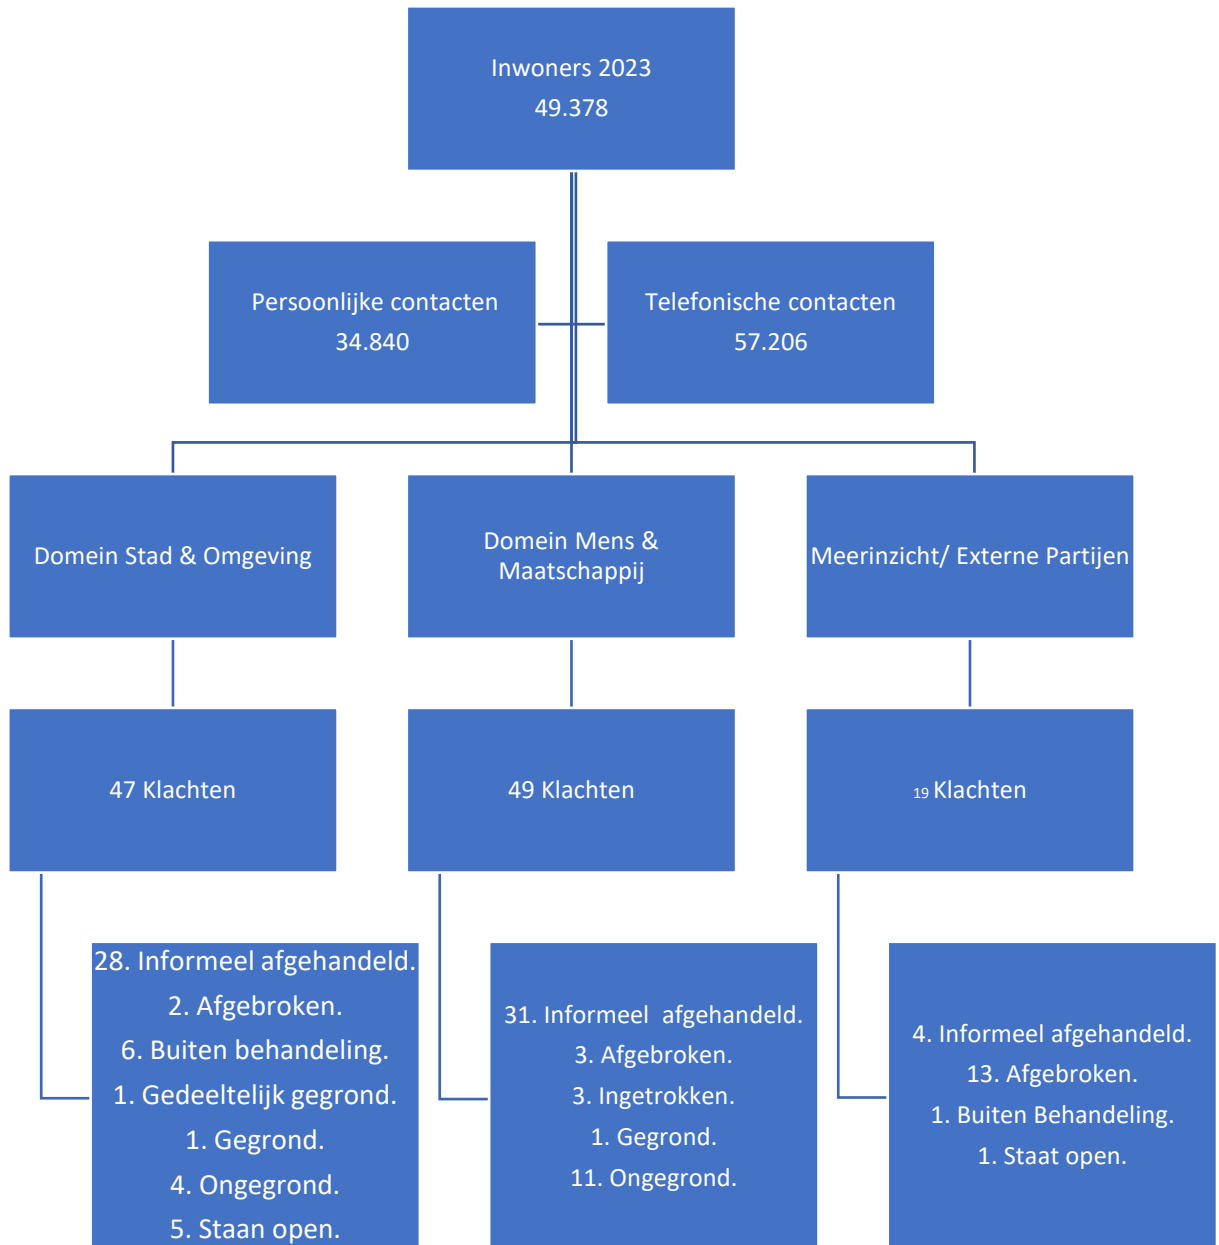 Inwoners 2023
49.378
Persoonlijke contacten
34.840
Telefonische contacten
57.206
Domein Stad & Omgeving
Domein Mens &
Maatschappij
Meerinzicht/ Externe Partijen
47 Klachten
49 Klachten
19 Klachten
28. Informeel afgehandeld.
2. Afgebroken.
6. Buiten behandeling.
1. Gedeeltelijk gegrond.
1. Gegrond.
4. Ongegrond.
5. Staan open.
31. Informeel  afgehandeld.
3. Afgebroken.
3. Ingetrokken.
1. Gegrond.
11. Ongegrond.
4. Informeel afgehandeld.
13. Afgebroken.
1. Buiten Behandeling.
1. Staat open.